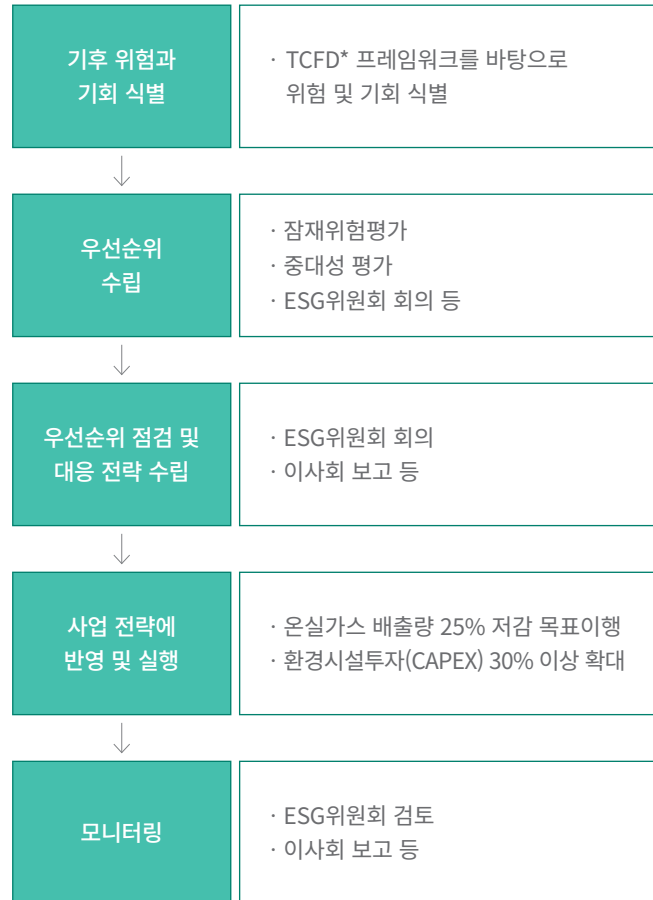 기후 위험과
기회 식별
· TCFD* 프레임워크를 바탕으로
위험 및 기회 식별
우선순위
수립
· 잠재위험평가
· 중대성 평가
· ESG위원회 회의 등
우선순위 점검 및
대응 전략 수립
· ESG위원회 회의
· 이사회 보고 등
사업 전략에
반영 및 실행
· 온실가스 배출량 25% 저감 목표이행
· 환경시설투자(CAPEX) 30% 이상 확대
모니터링
· ESG위원회 검토
· 이사회 보고 등